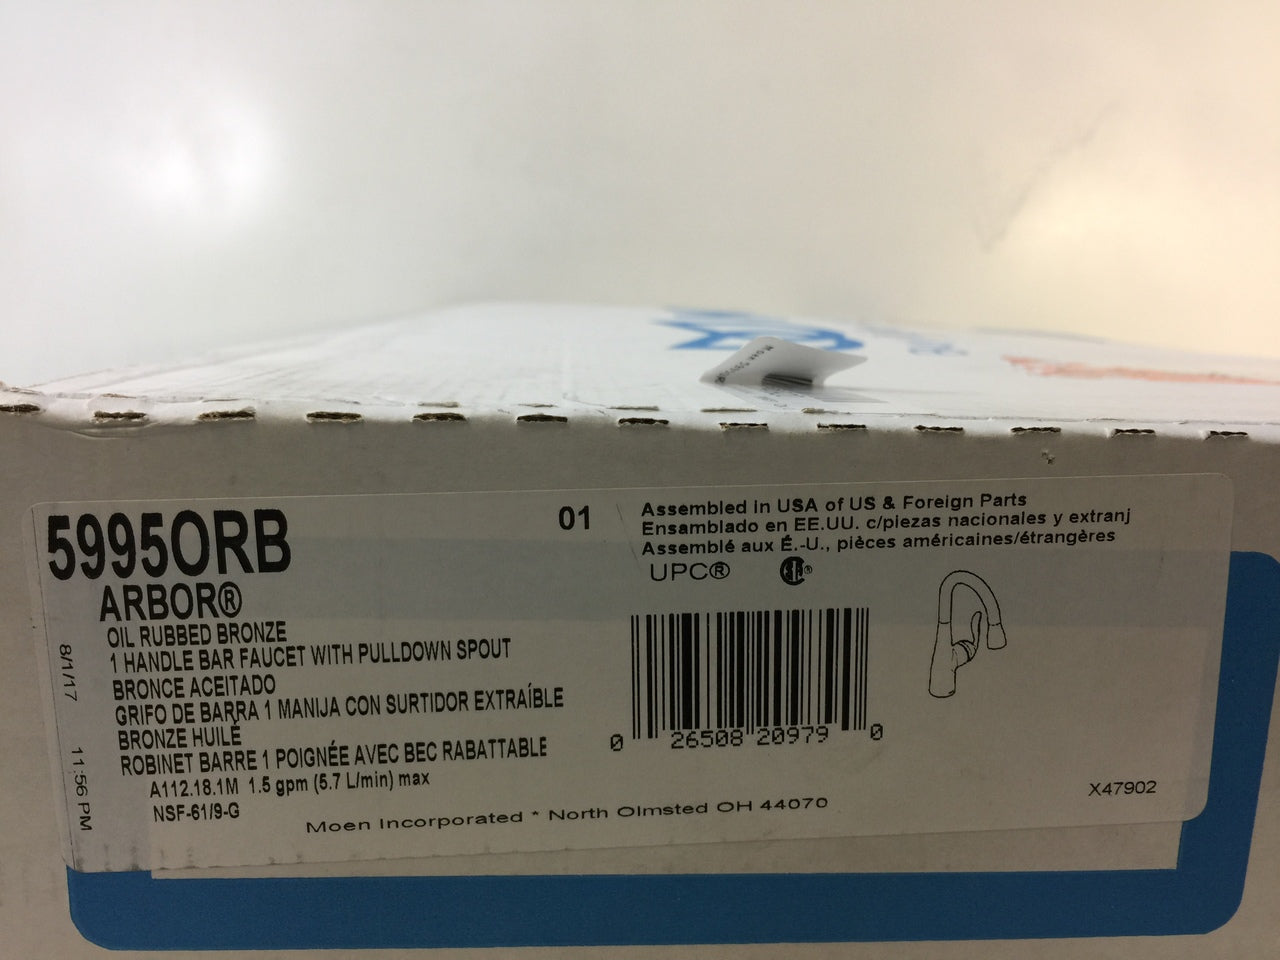 5995ORB
ARBOR®
OIL RUBBED BRONZE
1 HANDLE BAR FAUCET WITH PULLDOWN SPOUT
BRONCE ACEITADO
GRIFO DE BARRA 1 MANIJA CON SURTIDOR EXTRAÍBLE
BRONZE HUILÉ
ROBINET BARRE 1 POIGNÉE AVEC BEC RABATTABLE
A112.18.1M 1.5 gpm (5.7 L/min) max
NSF-61/9-G
Moen Incorporated * North Olmsted OH 44070
8/1/17 11:56 PM
01
Assembled in USA of US & Foreign Parts
Ensamblado en EE.UU. c/piezas nacionales y extranj
Assemblé aux É.-U., pièces américaines/étrangères
UPC®
0 26508 20979 0
X47902